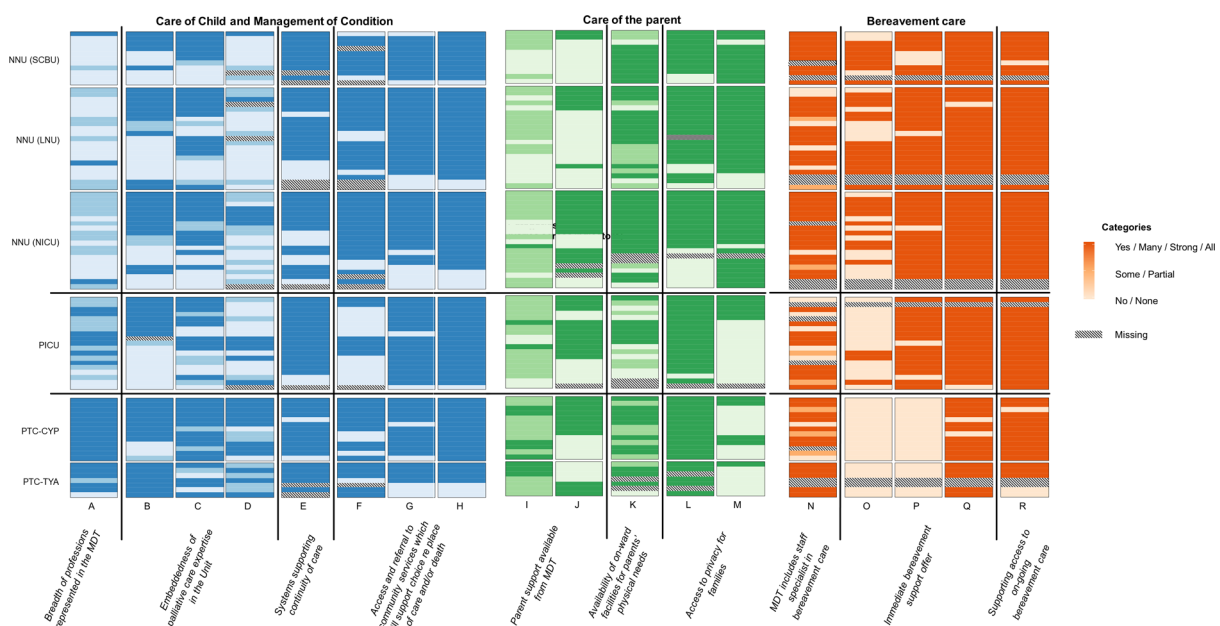 Care of Child and Management of Condition
Care of the parent
Bereavement care
NNU (SCBU)
NNU (LNU)
NNU (NICU)
PICU
PTC-CYP
PTC-TYA
Categories
Yes / Many / Strong / All
Some / Partial
No / None
Missing
A B C D E F G H I J K L M N O P Q R
Breadth of professions
represented in the MDT
Embeddedness of
palliative care expertise
in the Unit
Systems supporting
continuity of care
Access and referral to
community services which
will support choice re place
of care and/or death
Parent support available
from MDT
Availability of on-ward
facilities for parents'
physical needs
Access to privacy for
families
MDT includes staff
specialist in
bereavement care
Immediate bereavement
support offer
Supporting access to
on-going
bereavement care